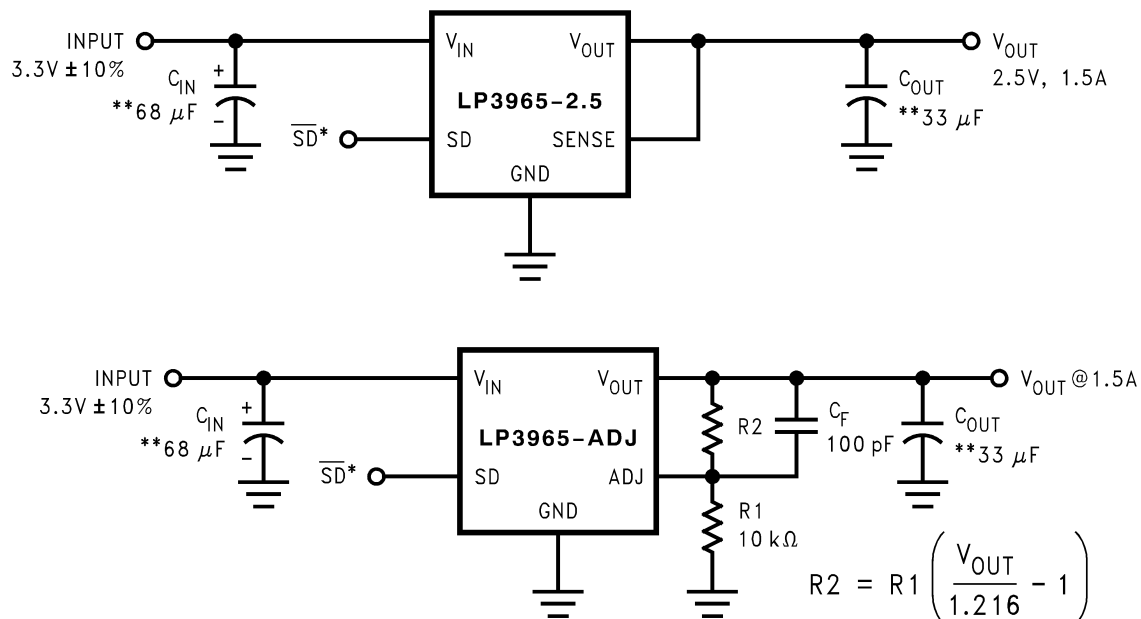 INPUT
3.3V ±10%
C_IN
+
**68 μF
−
SD̅*
V_IN
V_OUT
LP3965-2.5
SD
SENSE
GND
C_OUT
**33 μF
V_OUT
2.5V, 1.5A
INPUT
3.3V ±10%
C_IN
+
**68 μF
−
SD̅*
V_IN
V_OUT
LP3965-ADJ
SD
ADJ
GND
R2
C_F
100 pF
R1
10 kΩ
C_OUT
**33 μF
V_OUT @1.5A
R2 = R1 (V_OUT / 1.216 − 1)